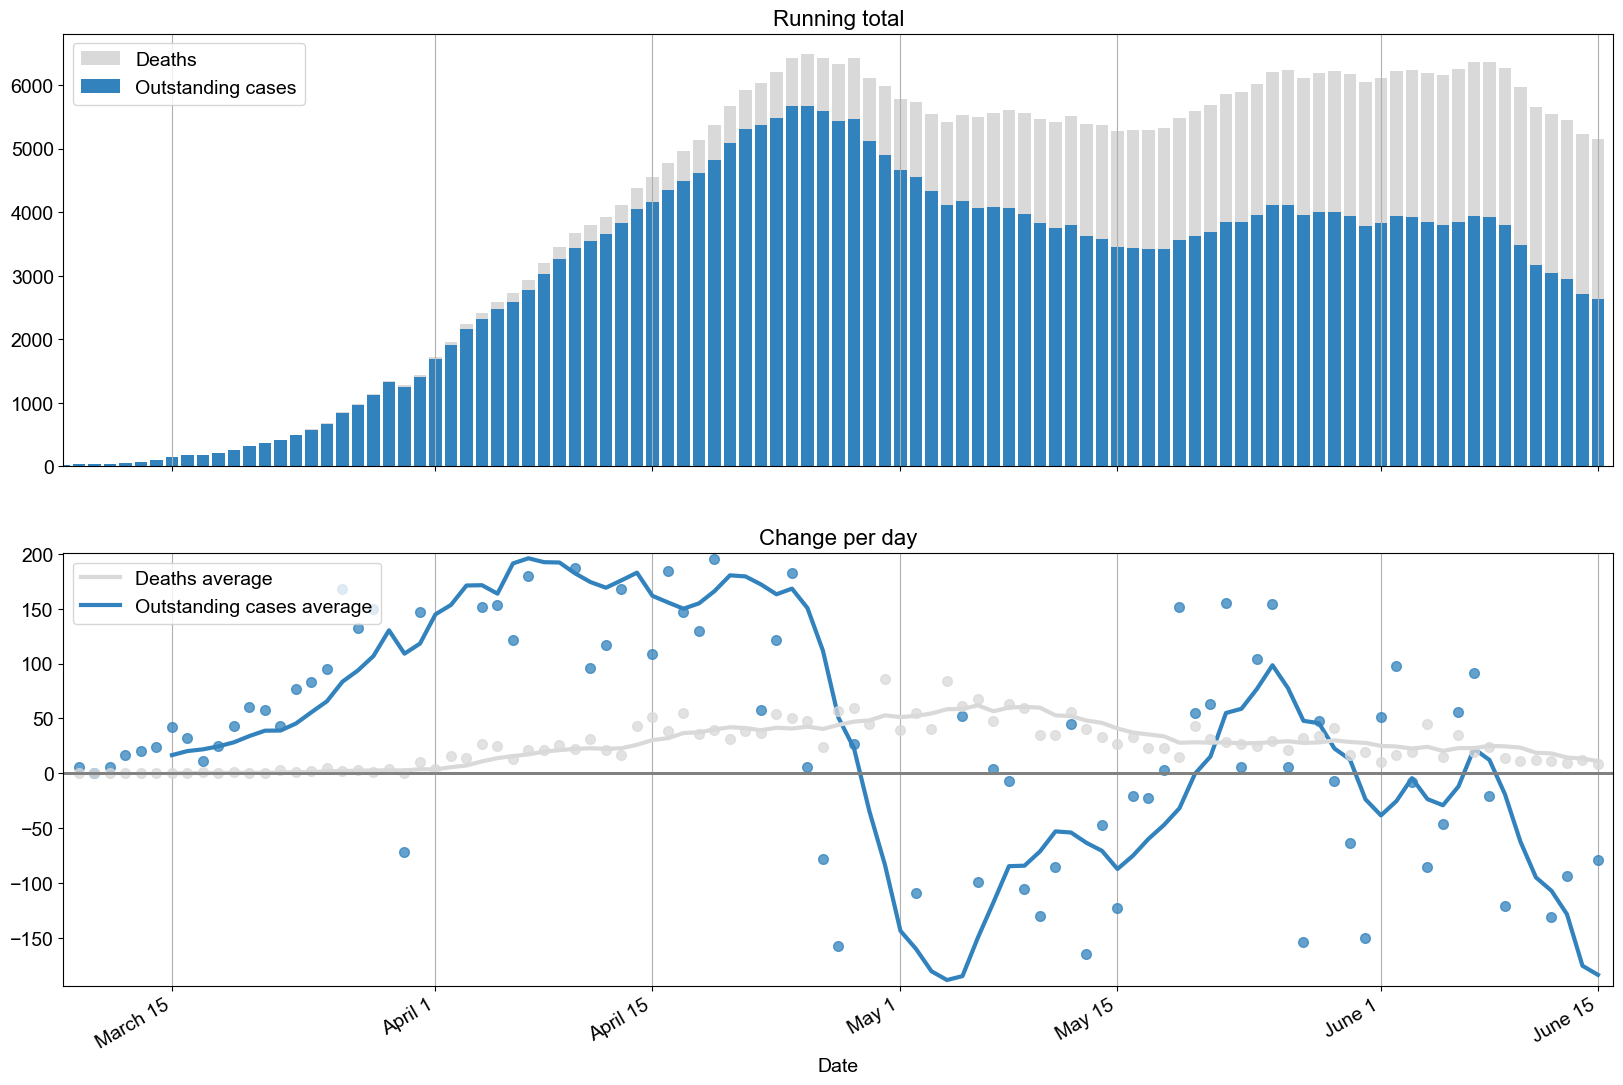 Running total
Deaths
Outstanding cases
6000
5000
4000
3000
2000
1000
0
Change per day
Deaths average
Outstanding cases average
200
150
100
50
0
−50
−100
−150
March 15
April 1
April 15
May 1
May 15
June 1
June 15
Date